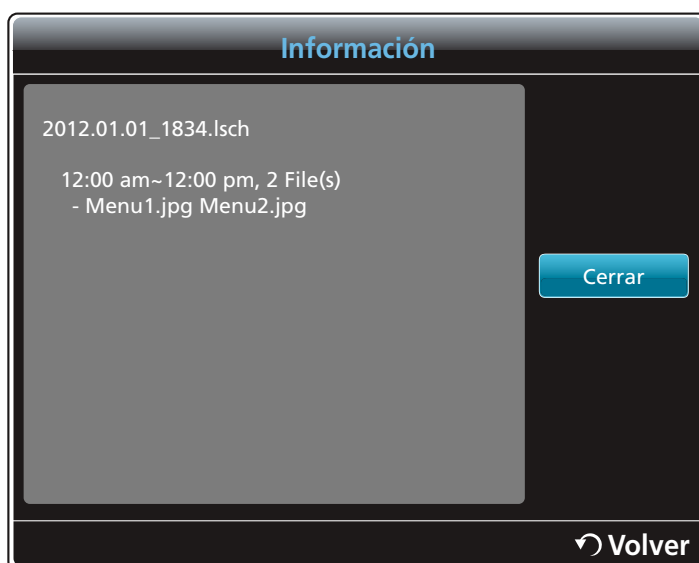 Información
2012.01.01_1834.lsch
12:00 am~12:00 pm, 2 File(s)
- Menu1.jpg Menu2.jpg
Cerrar
Volver